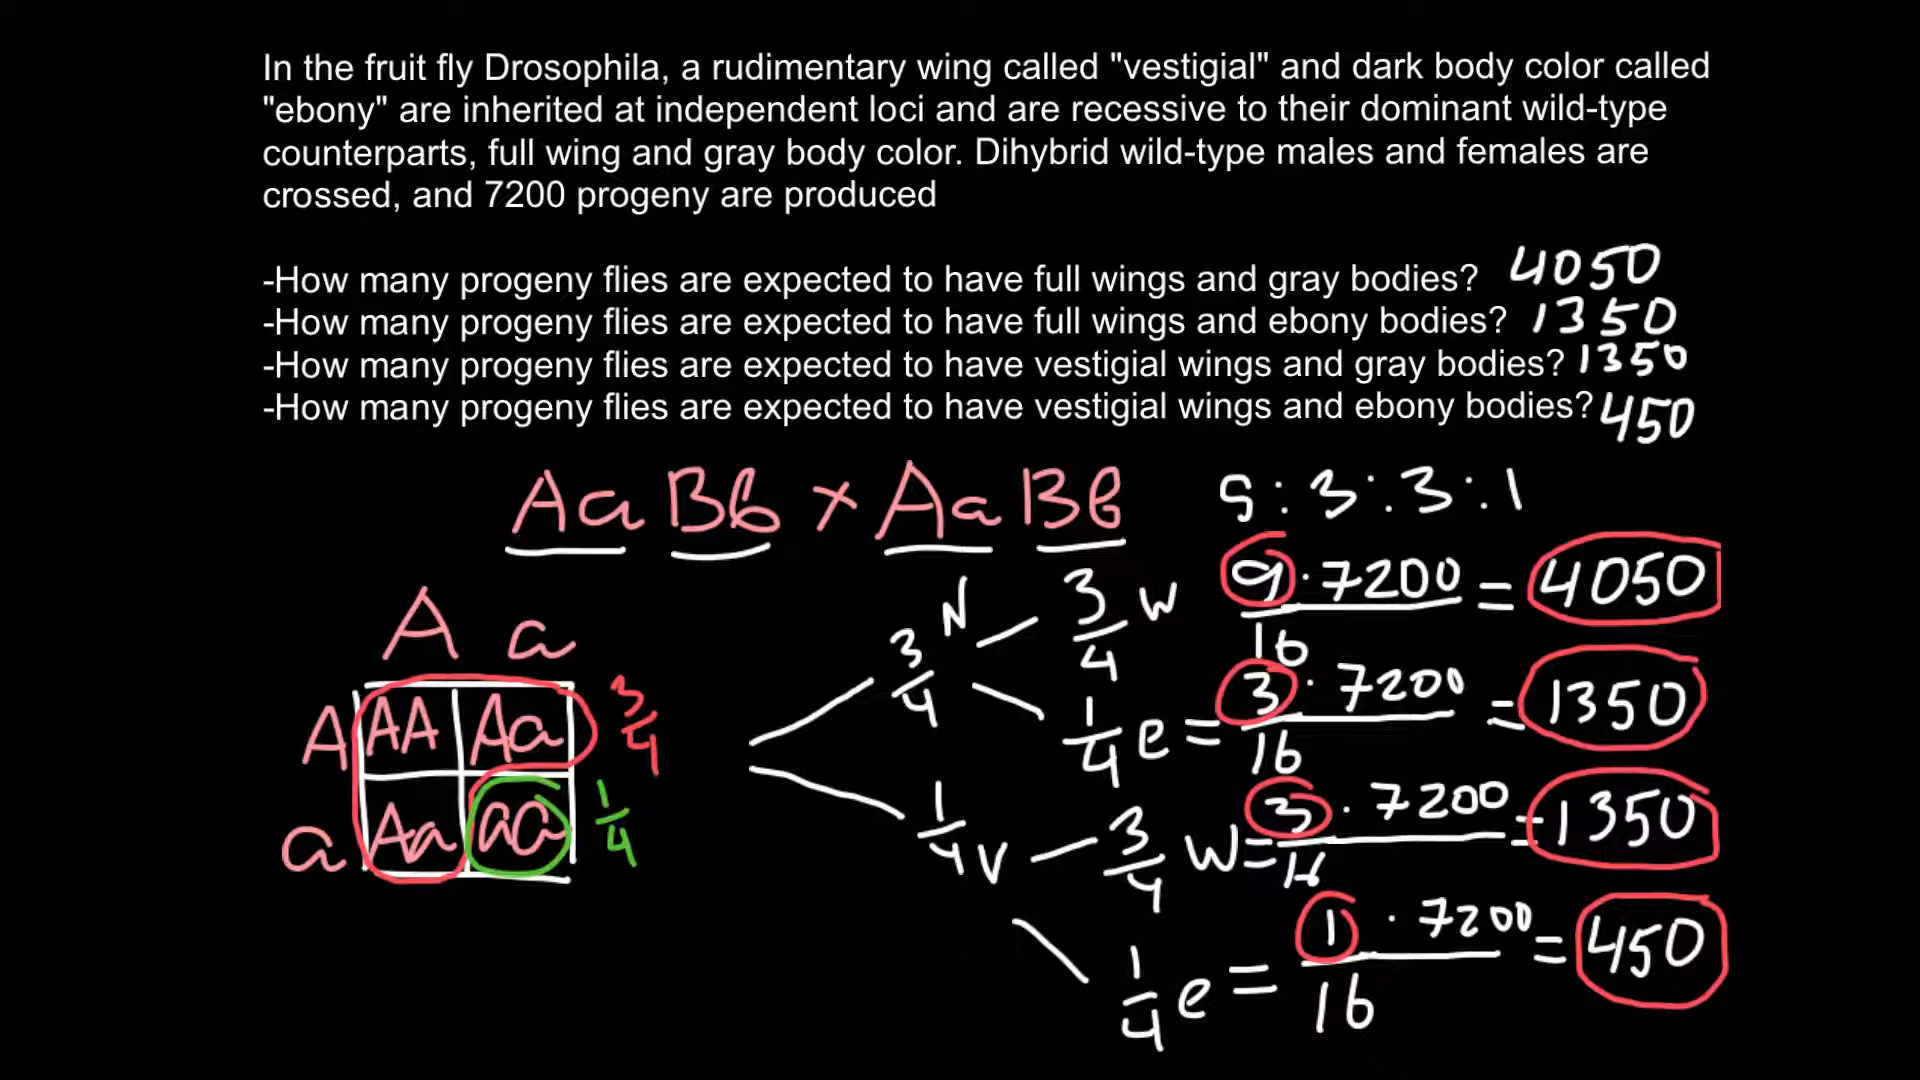 In the fruit fly Drosophila, a rudimentary wing called "vestigial" and dark body color called
"ebony" are inherited at independent loci and are recessive to their dominant wild-type
counterparts, full wing and gray body color. Dihybrid wild-type males and females are
crossed, and 7200 progeny are produced
-How many progeny flies are expected to have full wings and gray bodies? 4050
-How many progeny flies are expected to have full wings and ebony bodies? 1350
-How many progeny flies are expected to have vestigial wings and gray bodies? 1350
-How many progeny flies are expected to have vestigial wings and ebony bodies? 450
Aa Bb × Aa Bb
9:3:3:1
A a
A AA Aa 3/4
a Aa aa 1/4
3/4 N 3/4 W 9 · 7200 / 16 = 4050
1/4 e = 3 · 7200 / 16 = 1350
1/4 V 3/4 W = 3 · 7200 / 16 = 1350
1/4 e = 1 · 7200 / 16 = 450